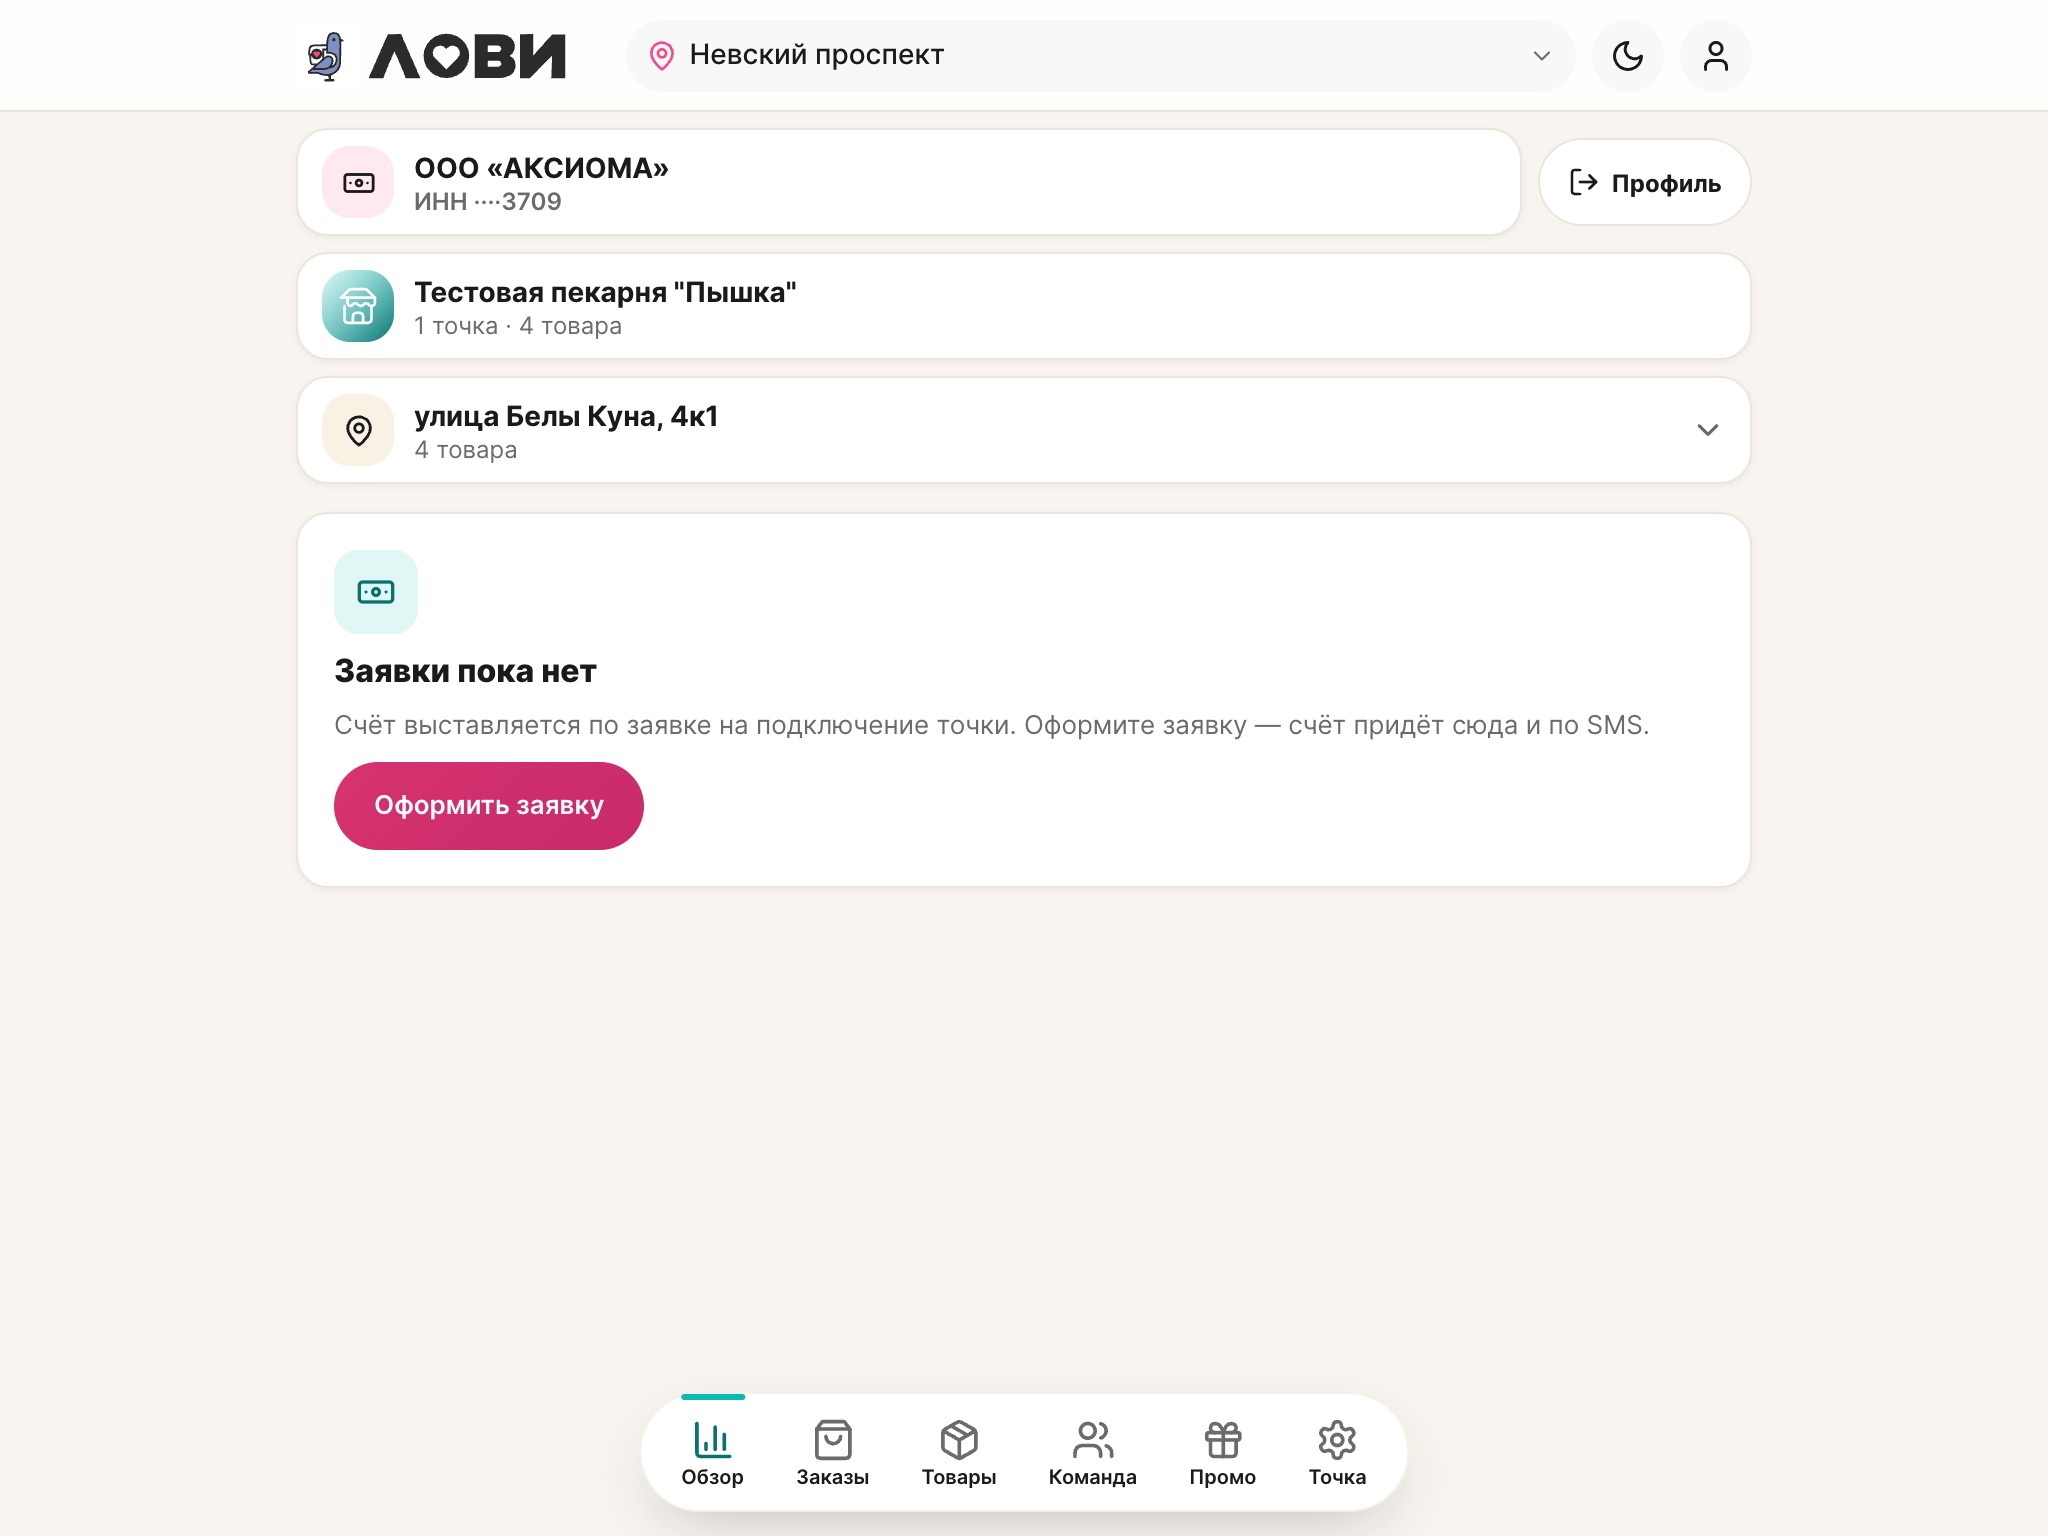 ЛОВИ
Невский проспект
ООО «АКСИОМА»
ИНН ····3709
Профиль
Тестовая пекарня "Пышка"
1 точка · 4 товара
улица Белы Куна, 4к1
4 товара
Заявки пока нет
Счёт выставляется по заявке на подключение точки. Оформите заявку — счёт придёт сюда и по SMS.
Оформить заявку
Обзор
Заказы
Товары
Команда
Промо
Точка